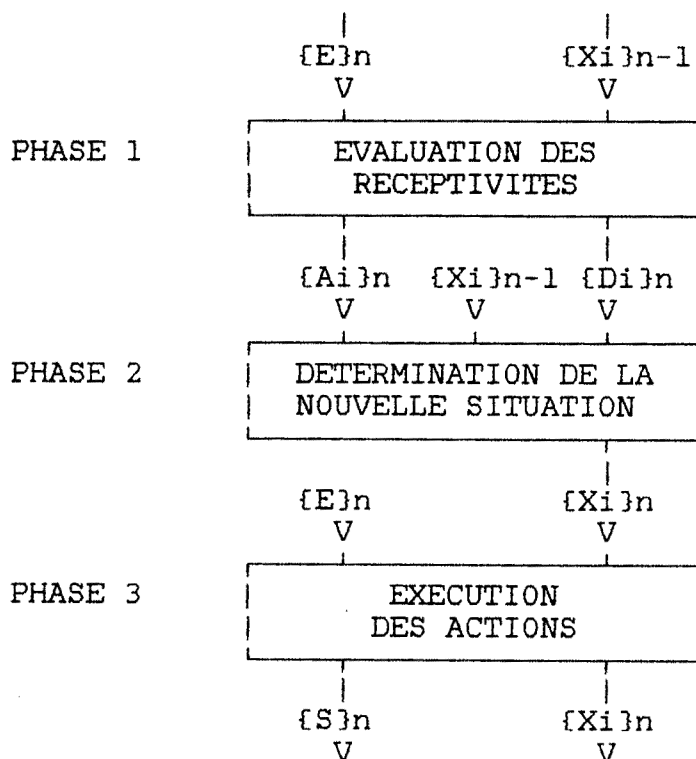 {E}n {Xi}n-1
V V
PHASE 1 EVALUATION DES
RECEPTIVITES
{Ai}n {Xi}n-1 {Di}n
V V V
PHASE 2 DETERMINATION DE LA
NOUVELLE SITUATION
{E}n {Xi}n
V V
PHASE 3 EXECUTION
DES ACTIONS
{S}n {Xi}n
V V